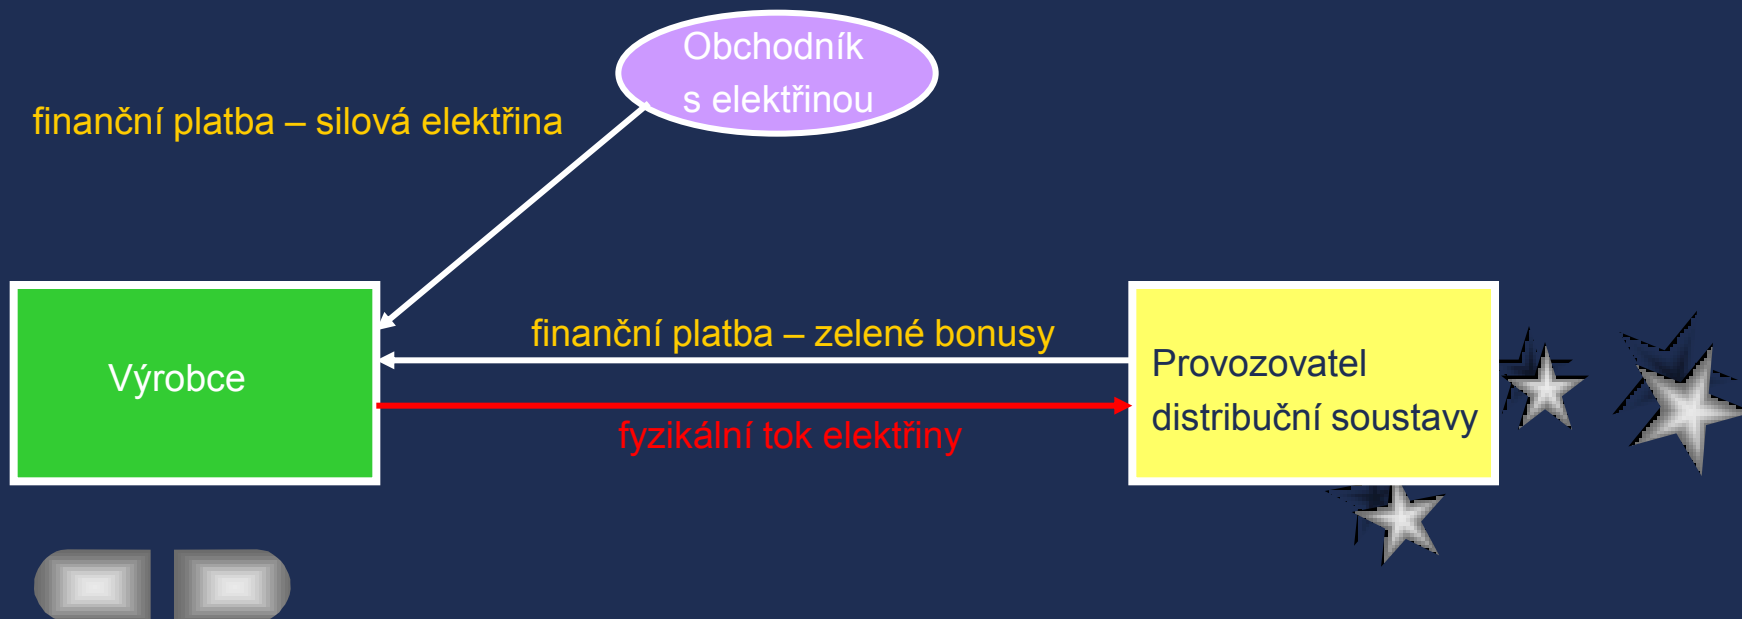 Obchodník
s elektřinou
finanční platba – silová elektřina
finanční platba – zelené bonusy
Výrobce
Provozovatel
distribuční soustavy
fyzikální tok elektřiny